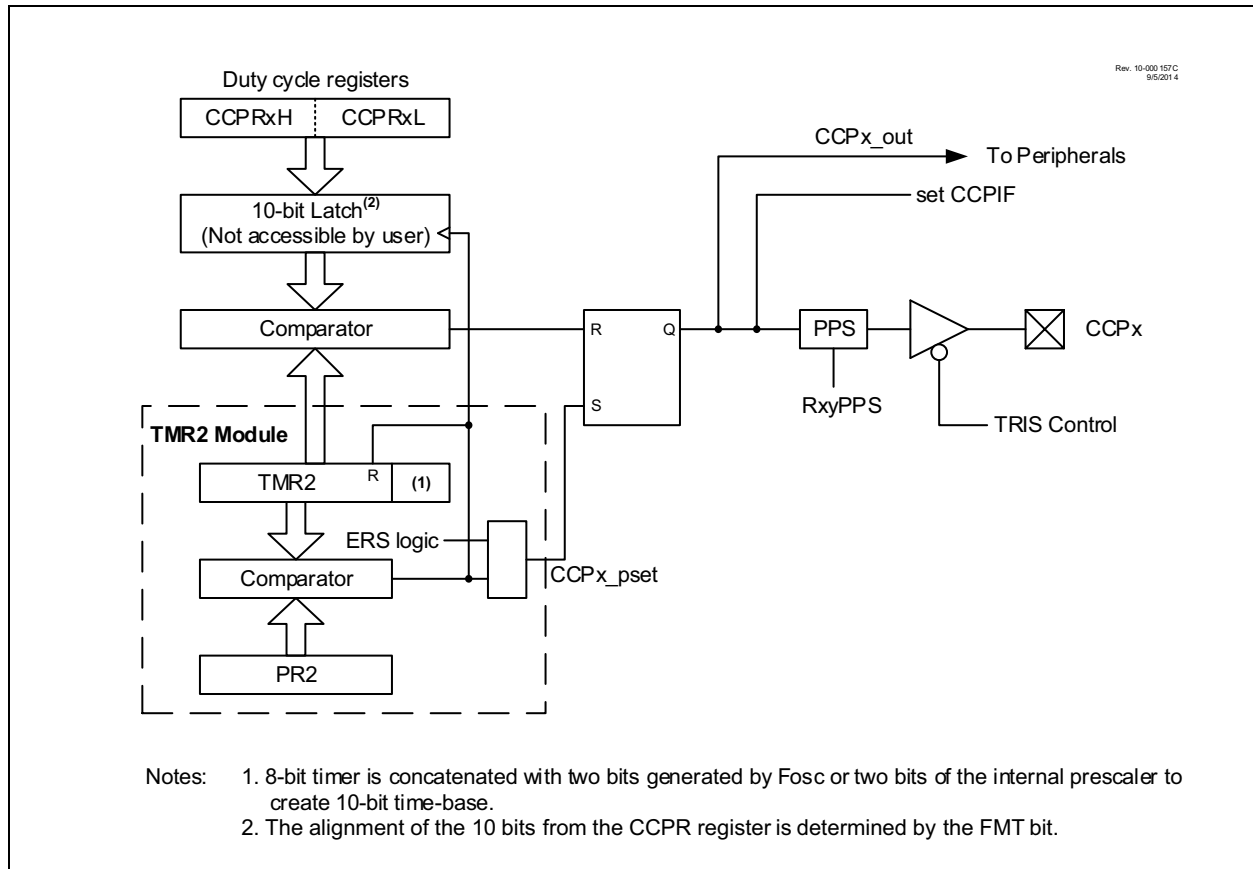 Rev. 10-000 157C
9/5/2014
Duty cycle registers
CCPRxH
CCPRxL
CCPx_out
To Peripherals
set CCPIF
10-bit Latch(2)
(Not accessible by user)
Comparator
R
Q
S
PPS
CCPx
RxyPPS
TRIS Control
TMR2 Module
TMR2
R
(1)
ERS logic
CCPx_pset
Comparator
PR2
Notes: 1. 8-bit timer is concatenated with two bits generated by Fosc or two bits of the internal prescaler to
create 10-bit time-base.
2. The alignment of the 10 bits from the CCPR register is determined by the FMT bit.